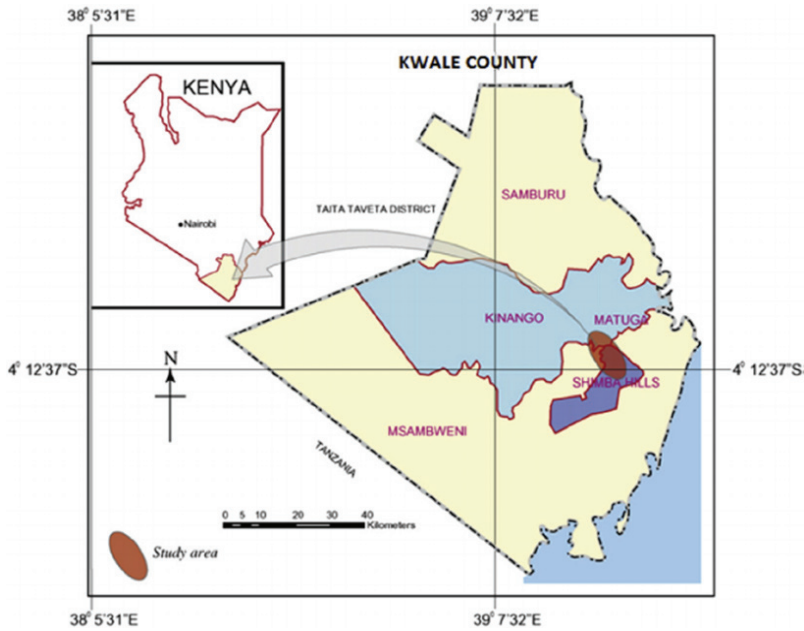 38° 5'31"E 39° 7'32"E
KWALE COUNTY
KENYA
Nairobi
TAITA TAVETA DISTRICT
SAMBURU
KINANGO
MATUGA
4° 12'37"S 4° 12'37"S
N
SHIMBA HILLS
MSAMBWENI
TANZANIA
0 5 10 20 30 40
Kilometers
Study area
38° 5'31"E 39° 7'32"E